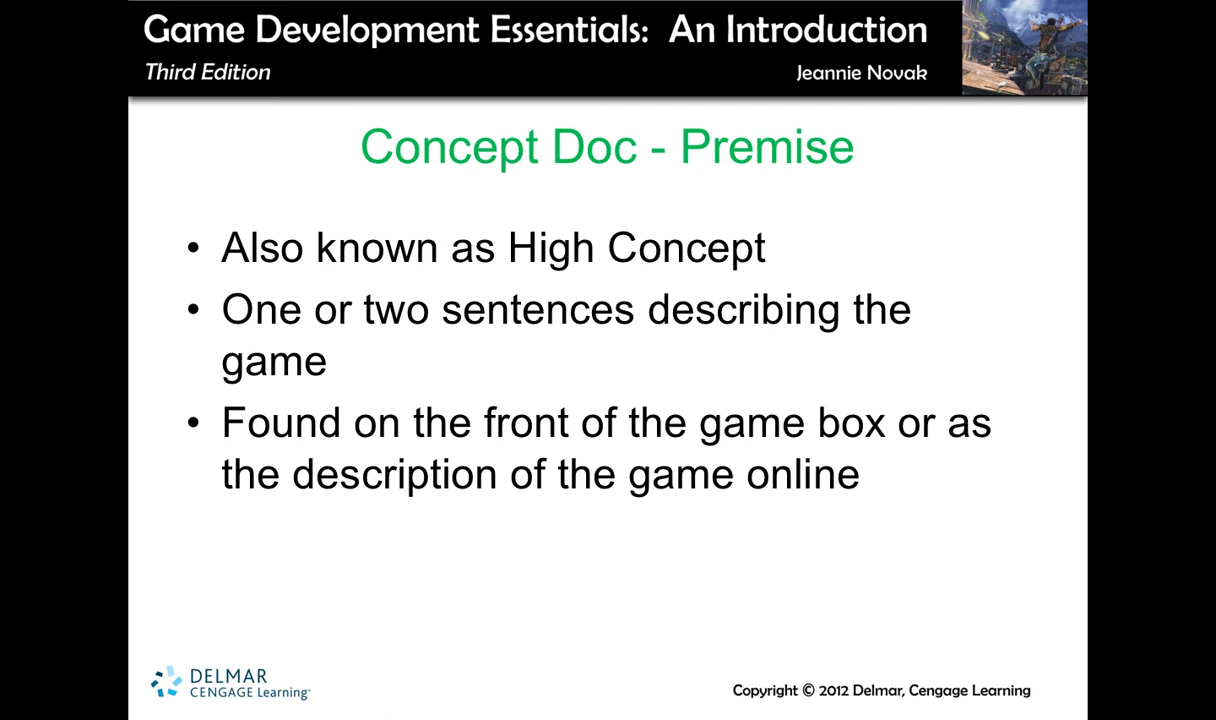 Game Development Essentials: An Introduction
Third Edition
Jeannie Novak
Concept Doc - Premise
• Also known as High Concept
• One or two sentences describing the
game
• Found on the front of the game box or as
the description of the game online
DELMAR
CENGAGE Learning™
Copyright © 2012 Delmar, Cengage Learning